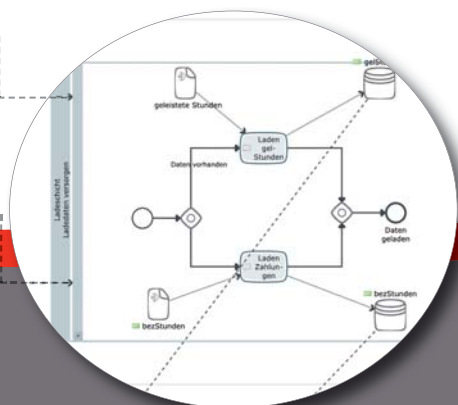 geleistete Stunden
Laden
gel-
Stunden
Daten vorhanden
Ladeschicht
Ladedaten versorgen
Daten
geladen
Laden
Zahlun-
gen
bezStunden
bezStunden